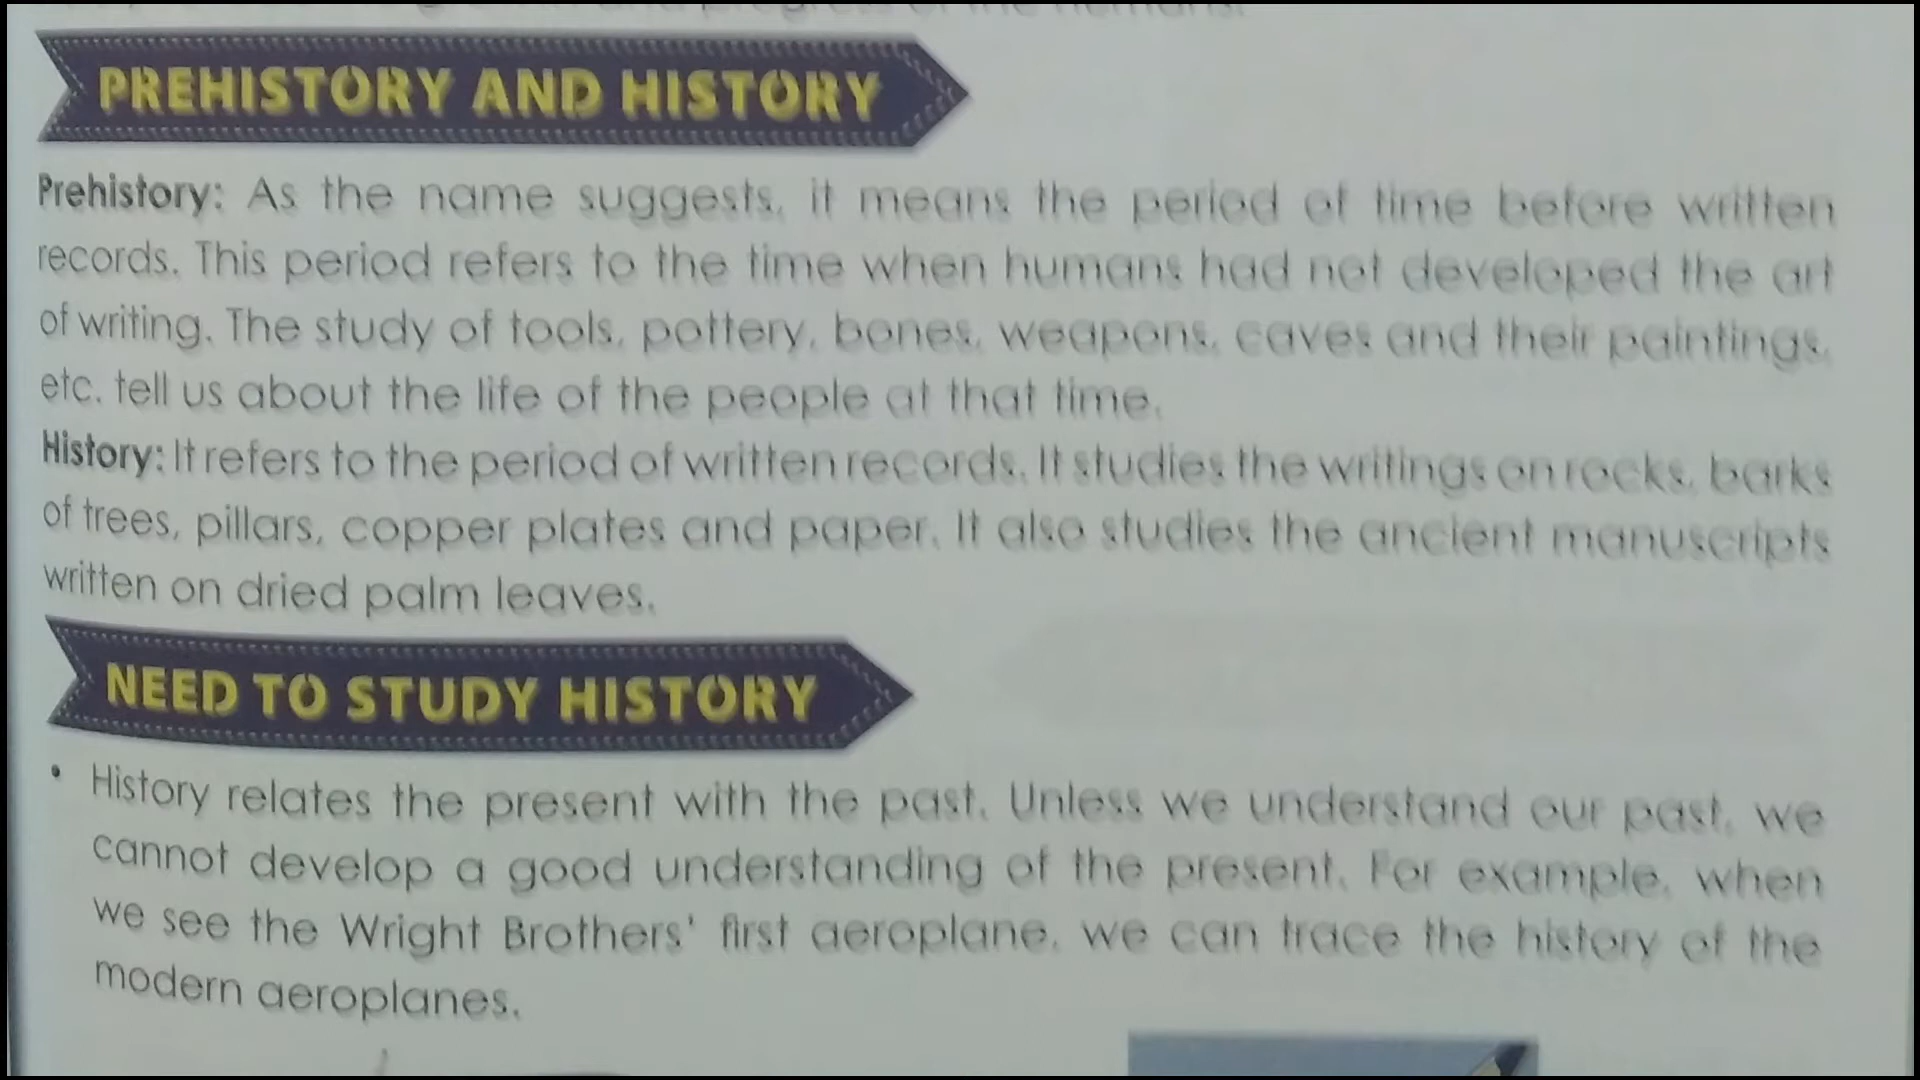 progress of the humans.
PREHISTORY AND HISTORY
Prehistory: As the name suggests, it means the period of time before written
records. This period refers to the time when humans had not developed the art
of writing. The study of tools, pottery, bones, weapons, caves and their paintings,
etc. tell us about the life of the people at that time.
History: It refers to the period of written records. It studies the writings on rocks, barks
of trees, pillars, copper plates and paper. It also studies the ancient manuscripts
written on dried palm leaves.
NEED TO STUDY HISTORY
• History relates the present with the past. Unless we understand our past, we
cannot develop a good understanding of the present. For example, when
we see the Wright Brothers' first aeroplane, we can trace the history of the
modern aeroplanes.